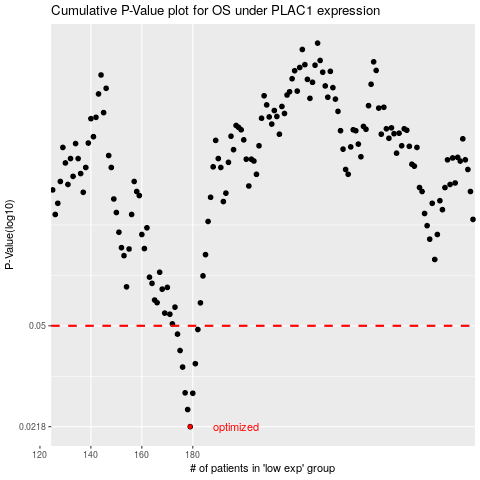 Cumulative P-Value plot for OS under PLAC1 expression
P-Value(log10)
0.05
0.0218
optimized
120 140 160 180
# of patients in 'low exp' group